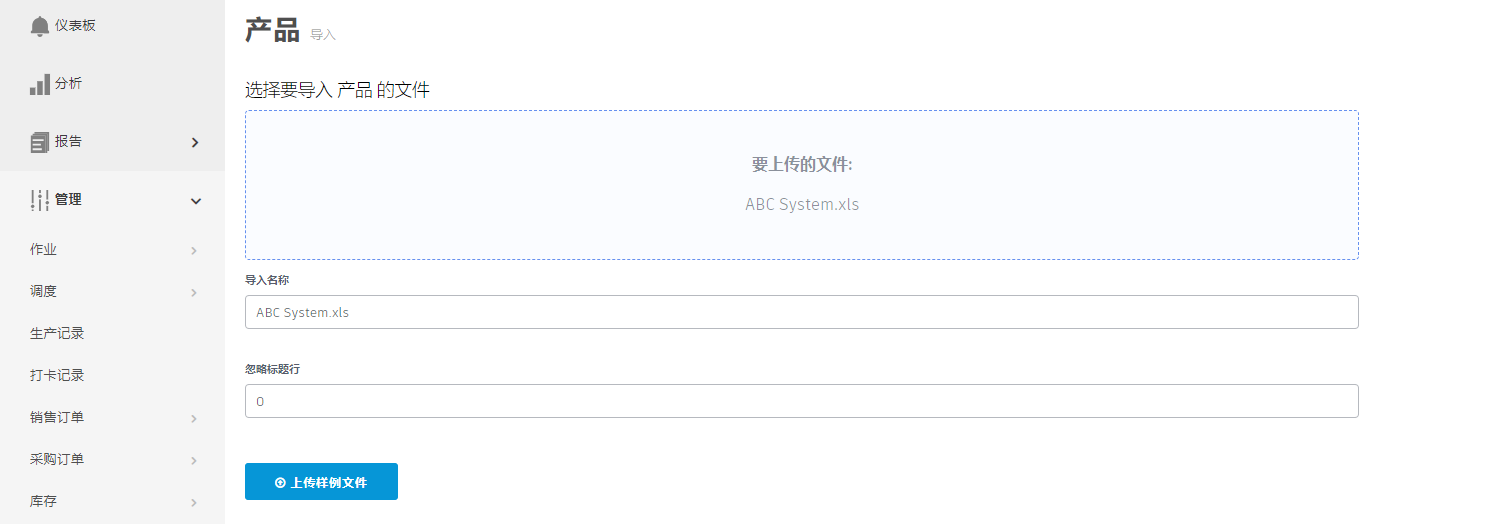 仪表板
分析
报告
管理
作业
调度
生产记录
打卡记录
销售订单
采购订单
库存
产品 导入
选择要导入 产品 的文件
要上传的文件:
ABC System.xls
导入名称
ABC System.xls
忽略标题行
0
上传样例文件